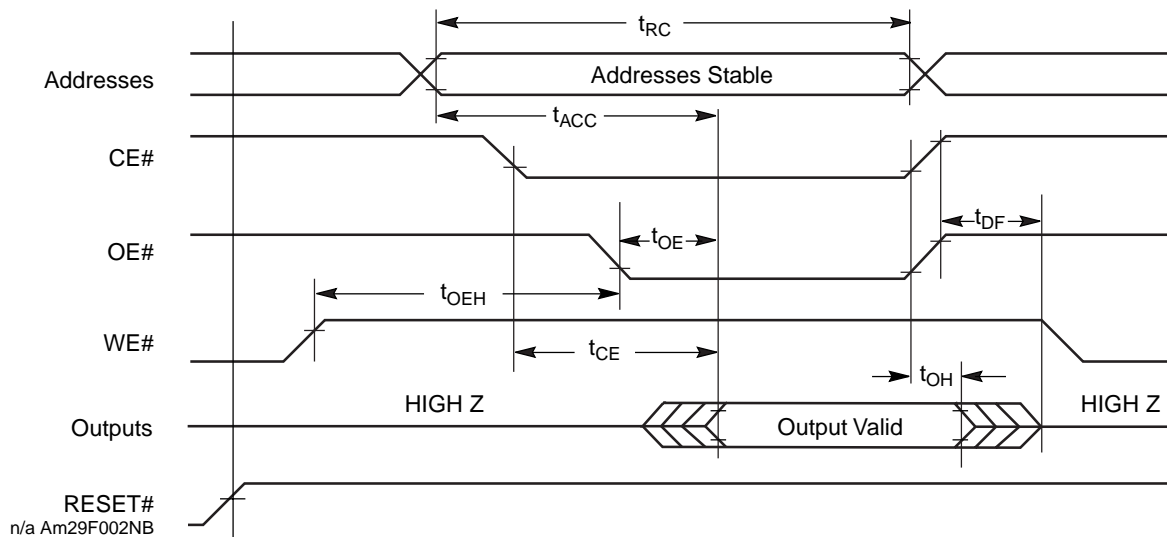 tRC
Addresses
Addresses Stable
tACC
CE#
tDF
OE#
tOE
tOEH
WE#
tCE
tOH
HIGH Z
HIGH Z
Outputs
Output Valid
RESET#
n/a Am29F002NB